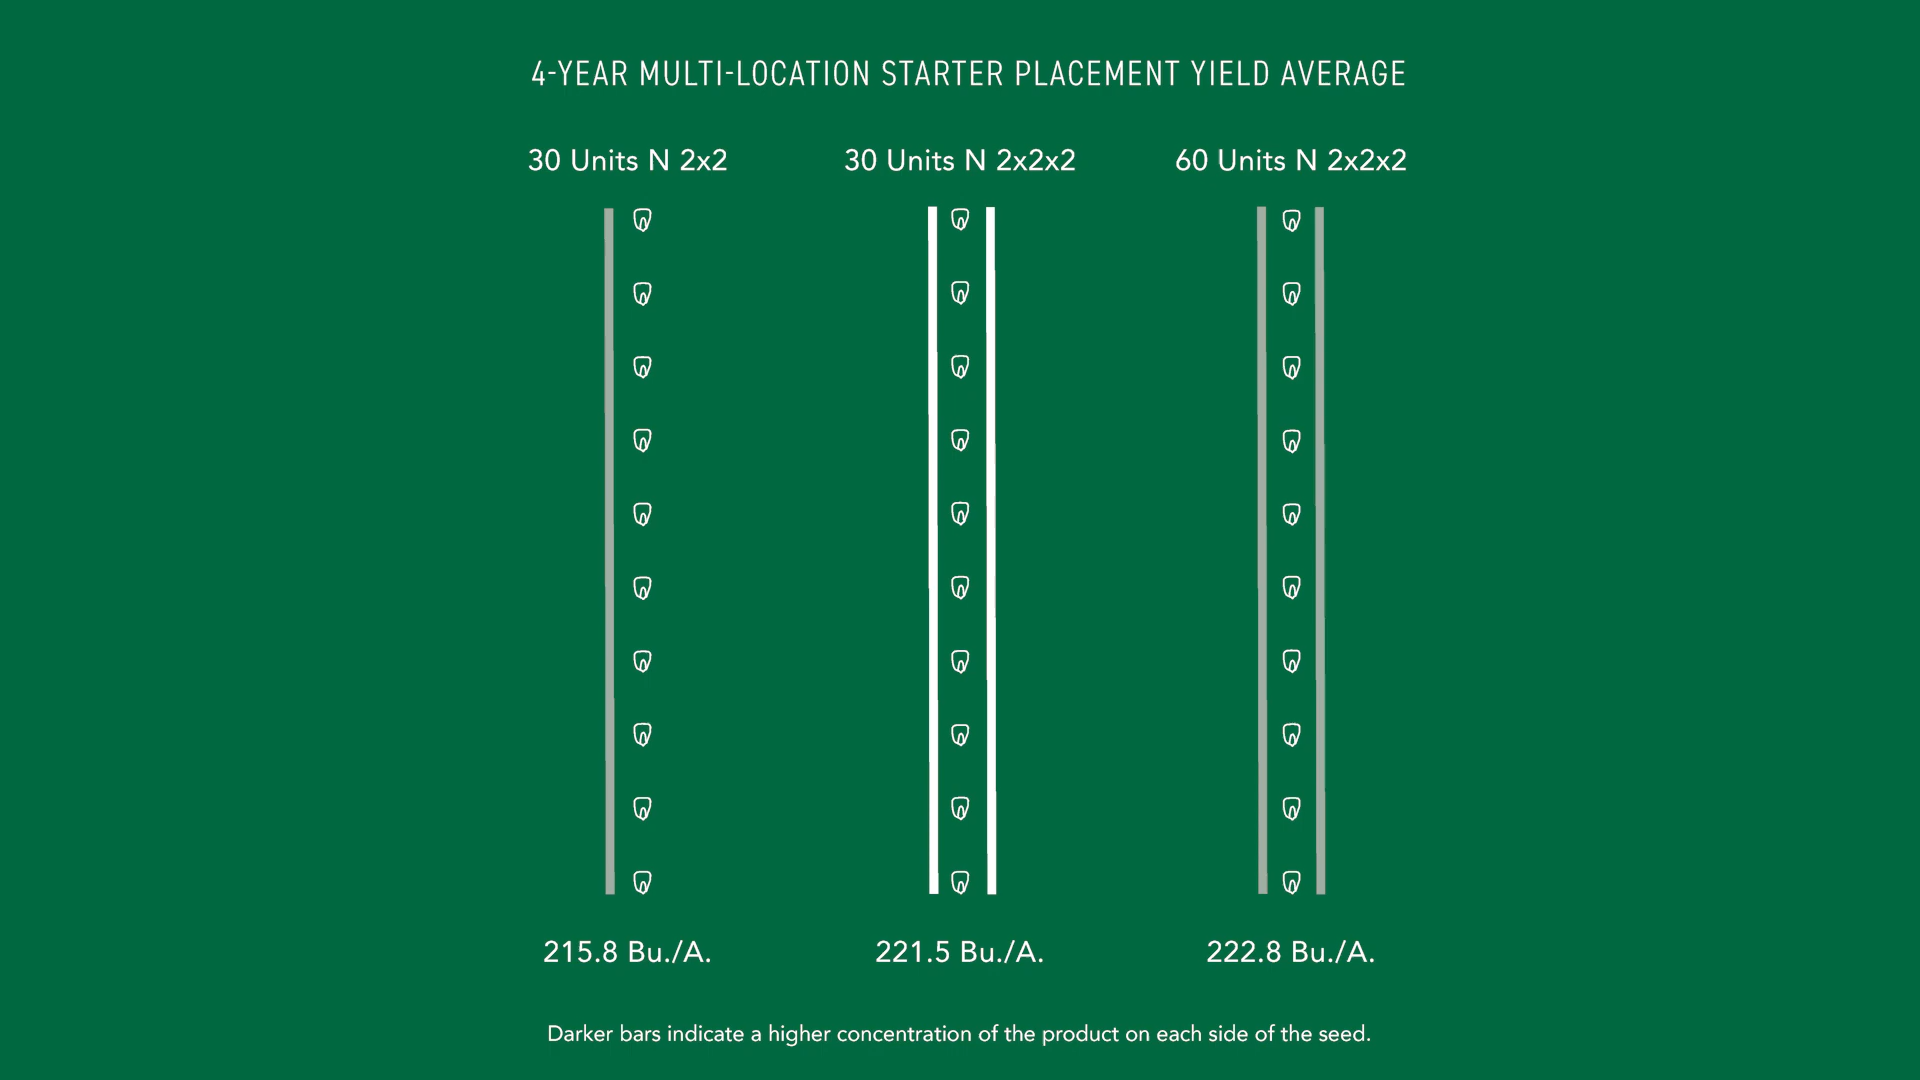 4-YEAR MULTI-LOCATION STARTER PLACEMENT YIELD AVERAGE
30 Units N 2x2
30 Units N 2x2x2
60 Units N 2x2x2
215.8 Bu./A.
221.5 Bu./A.
222.8 Bu./A.
Darker bars indicate a higher concentration of the product on each side of the seed.